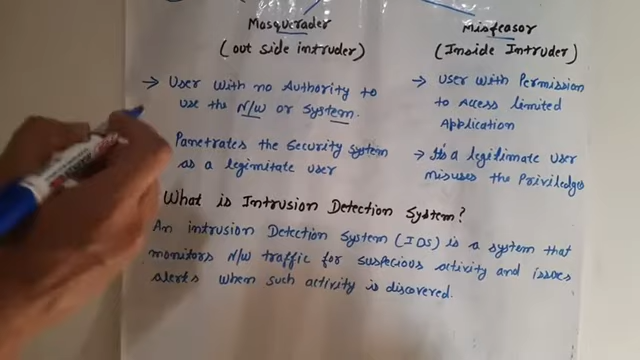 Masquerader
(out side intruder)
→ User with no Authority to
use the N/w or System.
Panetrates the Security System
as a legimitate user
Misfeasor
(Inside Intruder)
→ User with Permission
to Access limited
Application
→ It's a legitimate user
misuses the Priviledges
What is Intrusion Detection System?
An intrusion Detection System (IDS) is a system that
monitors N/w traffic for suspecious activity and issues
alerts when such activity is discovered.